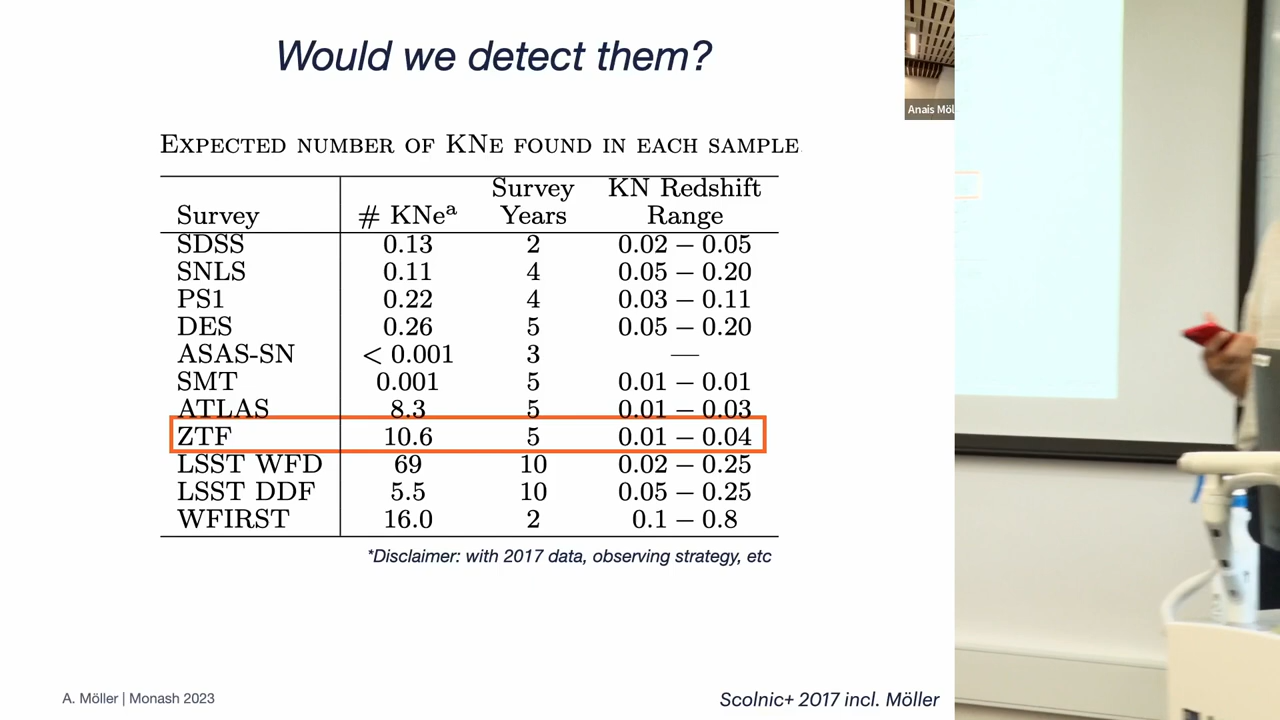 Would we detect them?
Anais Möl
EXPECTED NUMBER OF KNE FOUND IN EACH SAMPLE
Survey # KNeᵃ Survey Years KN Redshift Range
SDSS 0.13 2 0.02 – 0.05
SNLS 0.11 4 0.05 – 0.20
PS1 0.22 4 0.03 – 0.11
DES 0.26 5 0.05 – 0.20
ASAS-SN < 0.001 3 —
SMT 0.001 5 0.01 – 0.01
ATLAS 8.3 5 0.01 – 0.03
ZTF 10.6 5 0.01 – 0.04
LSST WFD 69 10 0.02 – 0.25
LSST DDF 5.5 10 0.05 – 0.25
WFIRST 16.0 2 0.1 – 0.8
*Disclaimer: with 2017 data, observing strategy, etc
A. Möller | Monash 2023
Scolnic+ 2017 incl. Möller